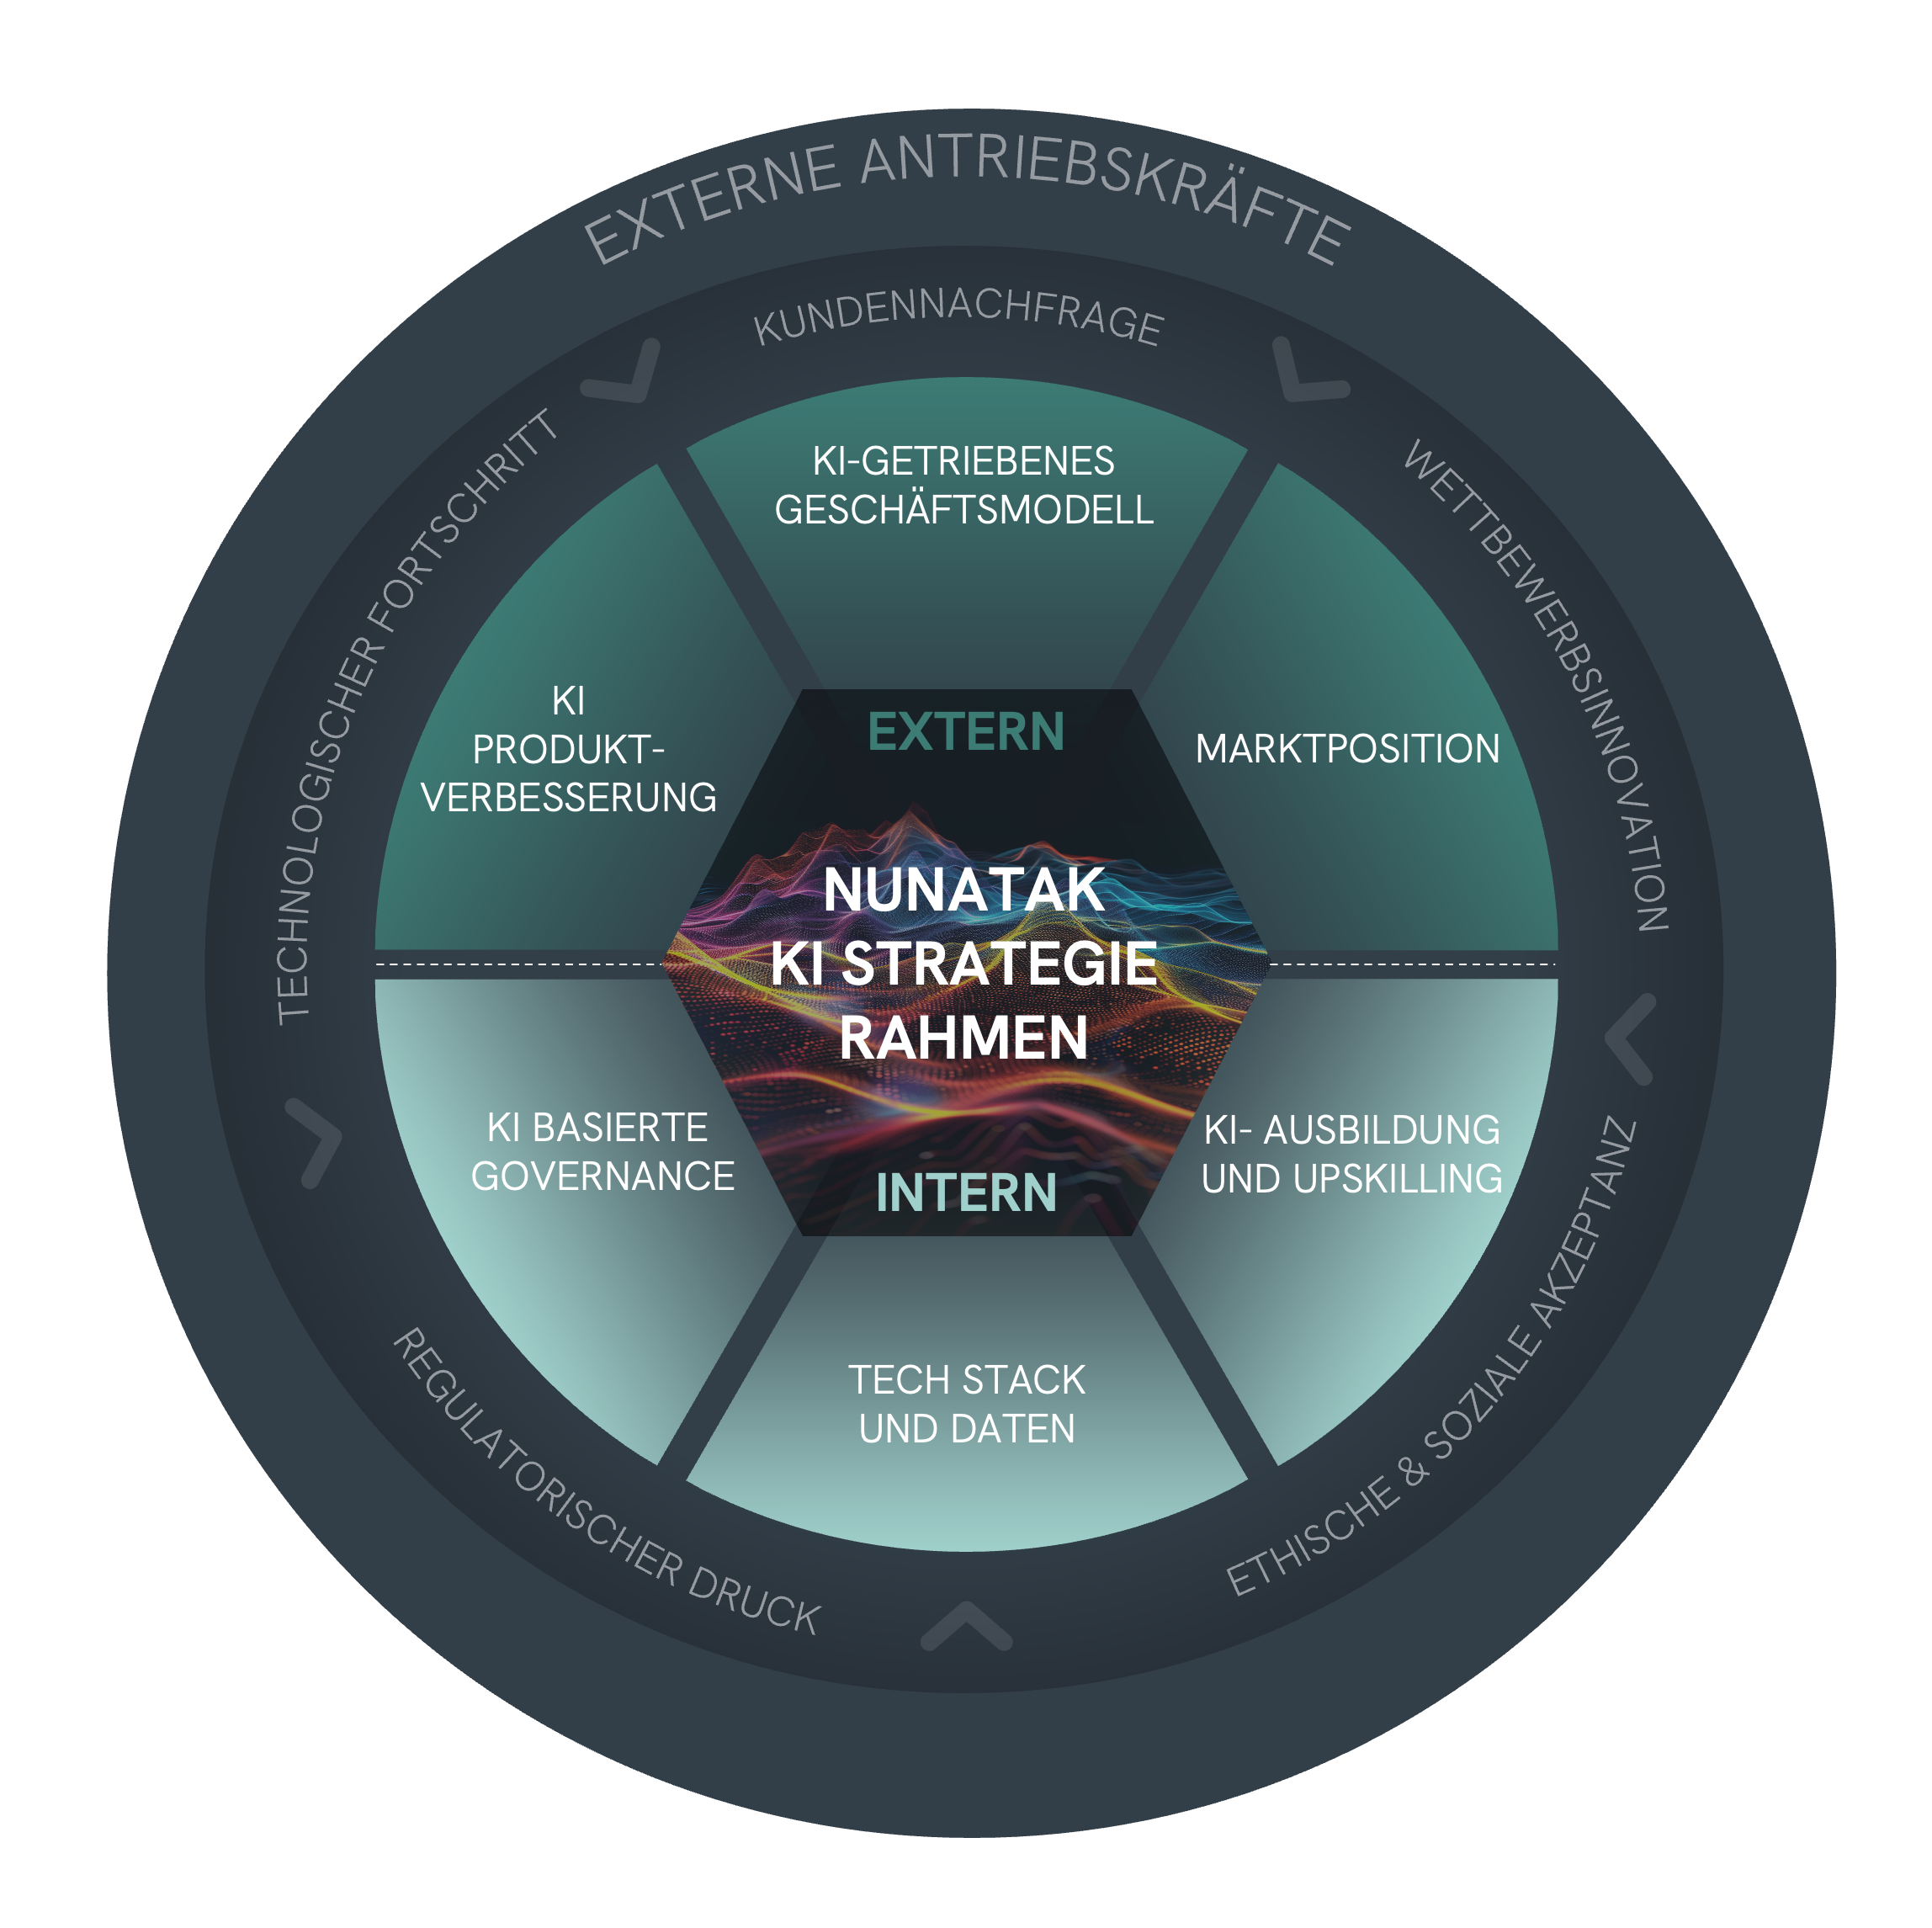 EXTERNE ANTRIEBSKRÄFTE
KUNDENNACHFRAGE
TECHNOLOGISCHER FORTSCHRITT
WETTBEWERBSINNOVATION
KI-GETRIEBENES
GESCHÄFTSMODELL
KI
PRODUKT-
VERBESSERUNG
MARKTPOSITION
EXTERN
NUNATAK
KI STRATEGIE
RAHMEN
INTERN
KI BASIERTE
GOVERNANCE
KI- AUSBILDUNG
UND UPSKILLING
TECH STACK
UND DATEN
REGULATORISCHER DRUCK
ETHISCHE & SOZIALE AKZEPTANZ